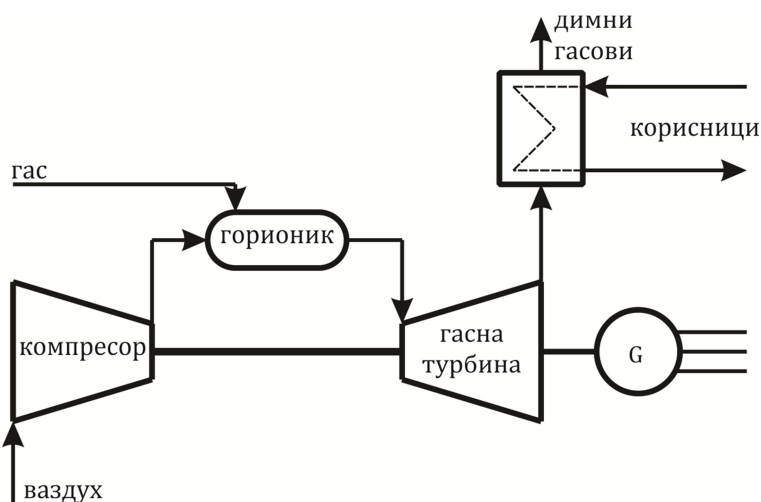 димни
гасови
корисници
гас
горионик
компресор
гасна
турбина
G
ваздух